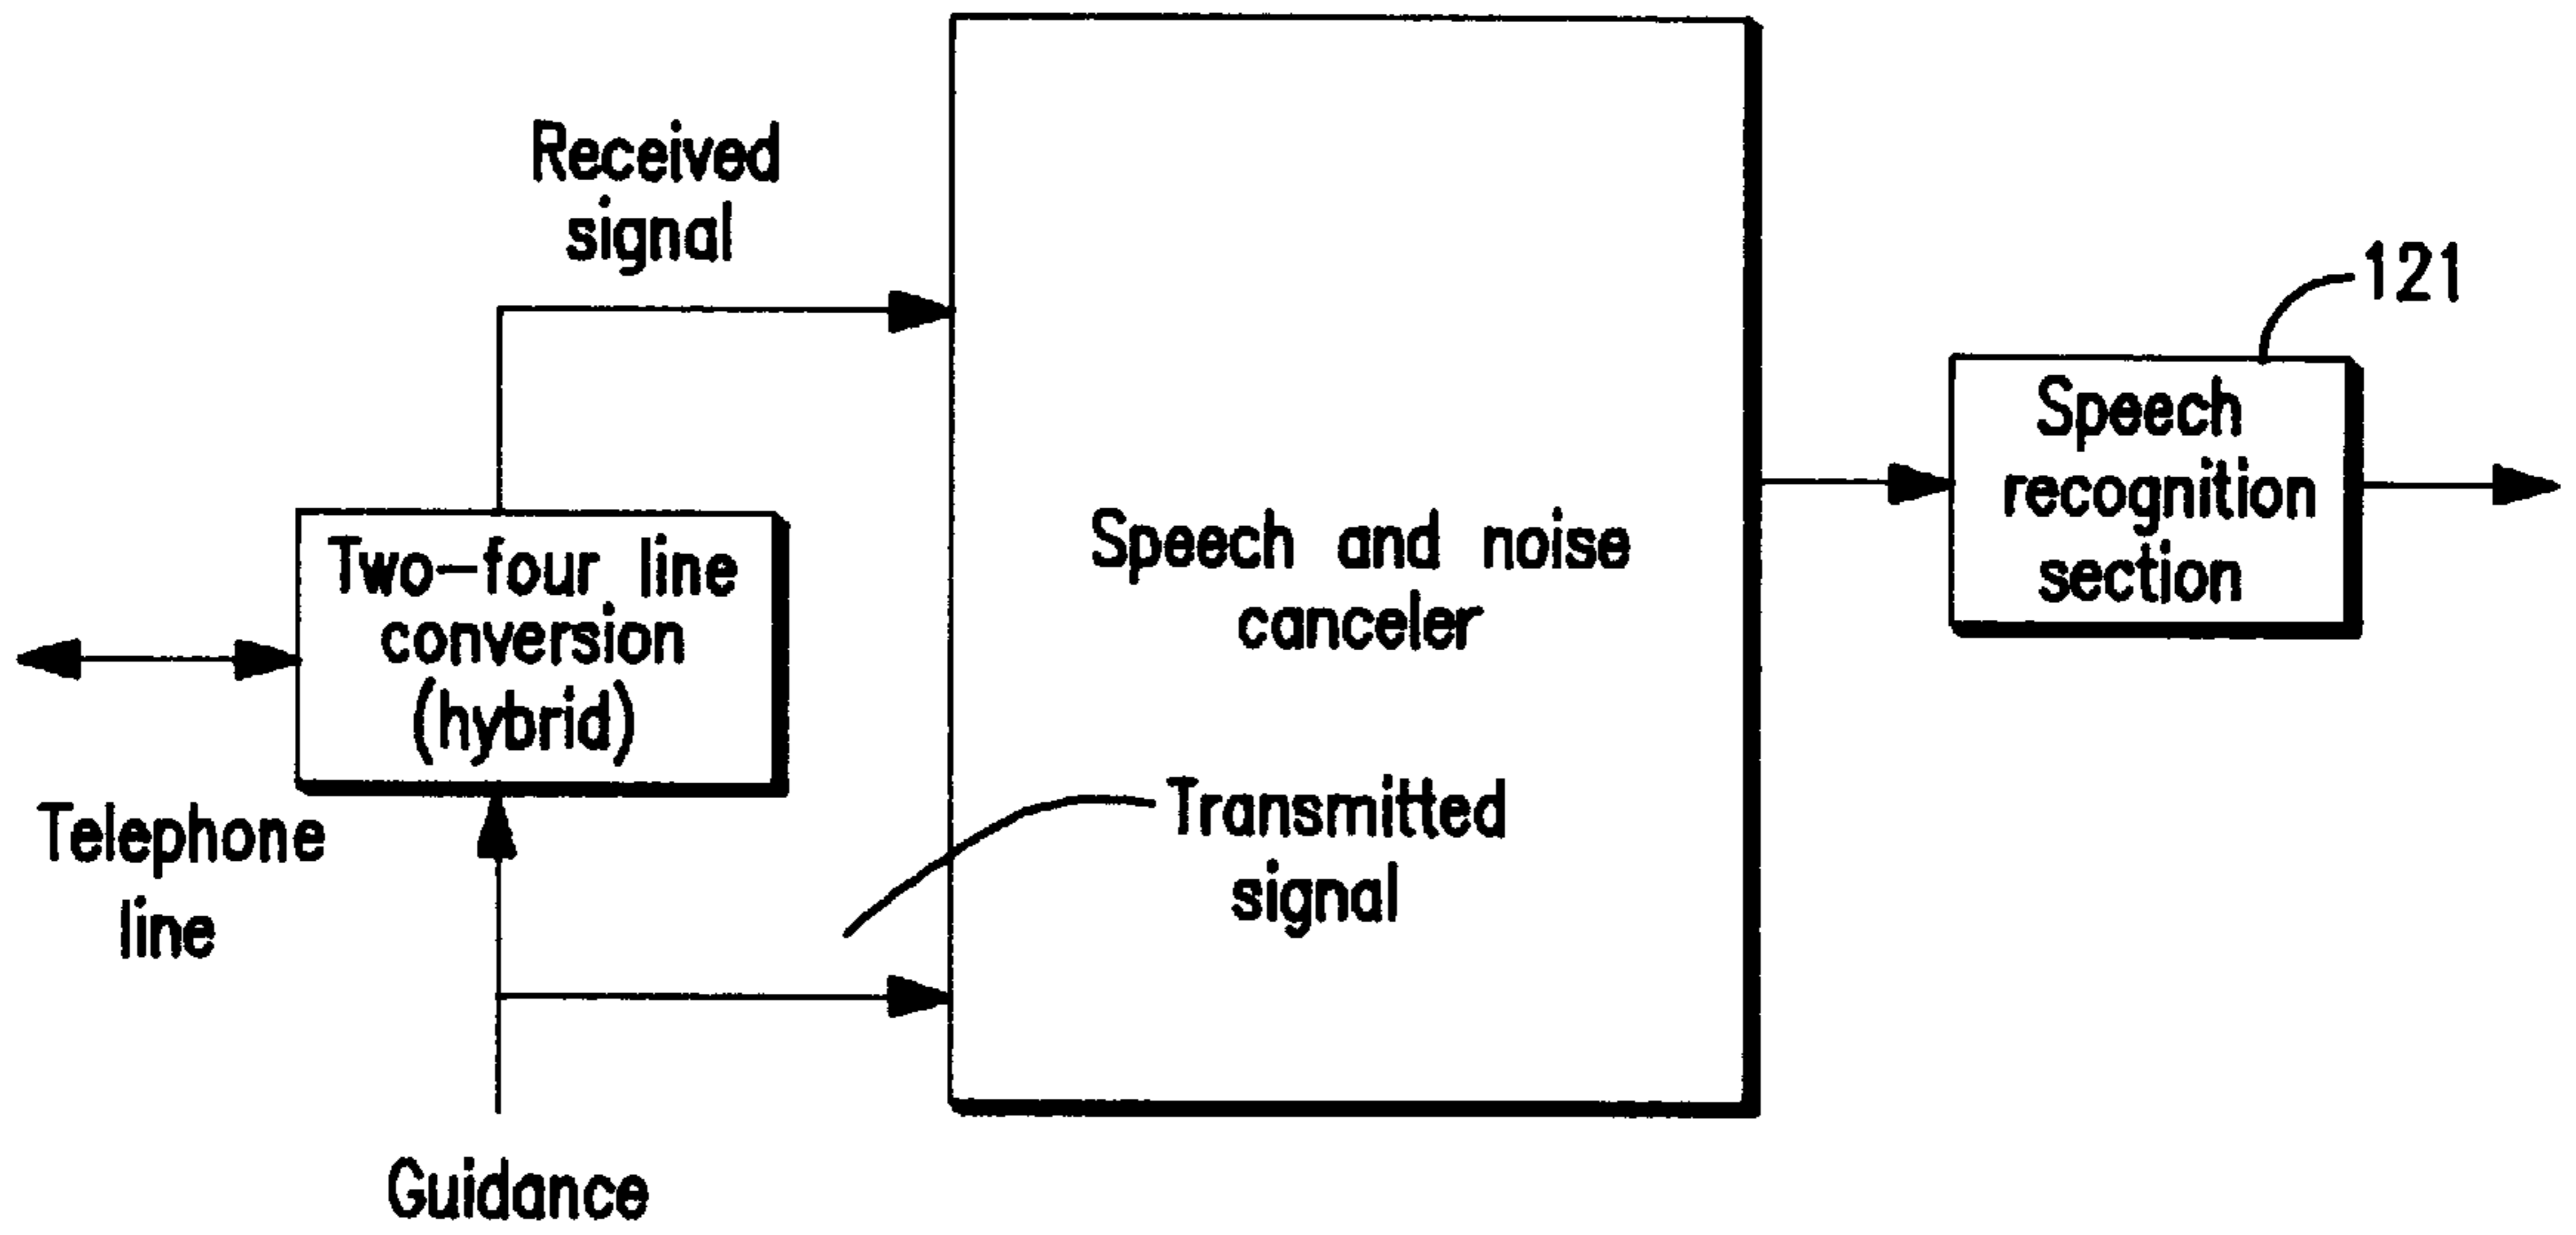 Received
signal
121
Speech
recognition
section
Two-four line
conversion
(hybrid)
Speech and noise
canceler
Telephone
line
Transmitted
signal
Guidance